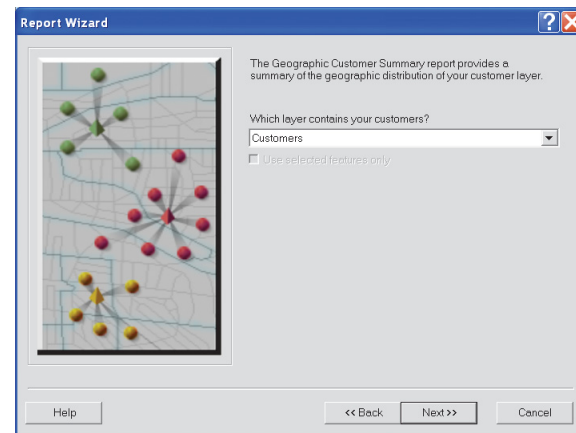 Report Wizard
The Geographic Customer Summary report provides a
summary of the geographic distribution of your customer layer.
Which layer contains your customers?
Customers
Use selected features only
Help
<< Back
Next >>
Cancel